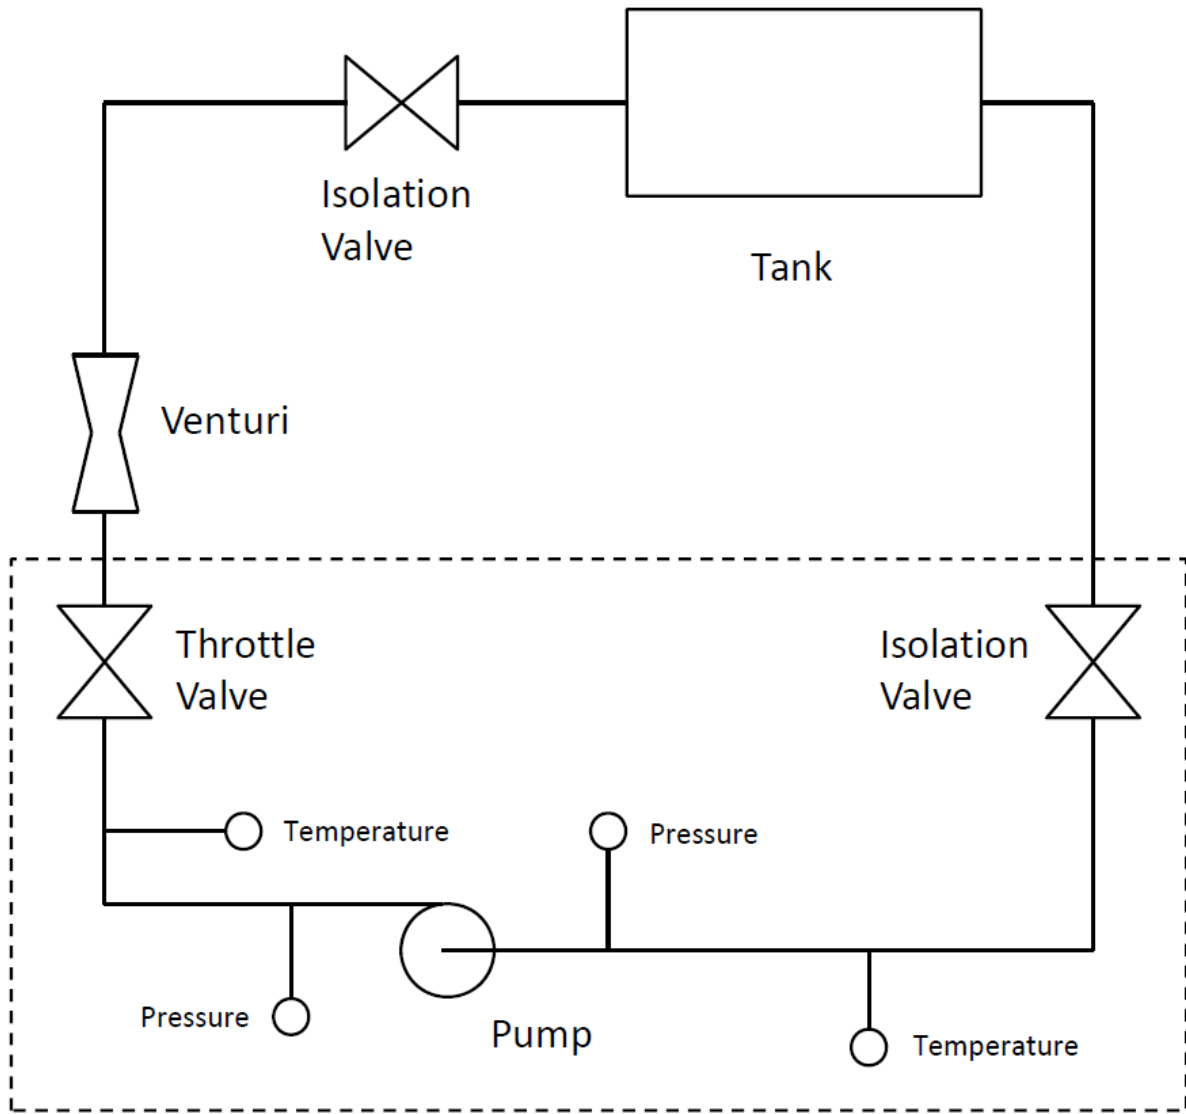 Isolation
Valve
Tank
Venturi
Throttle
Valve
Isolation
Valve
Temperature
Pressure
Pressure
Pump
Temperature